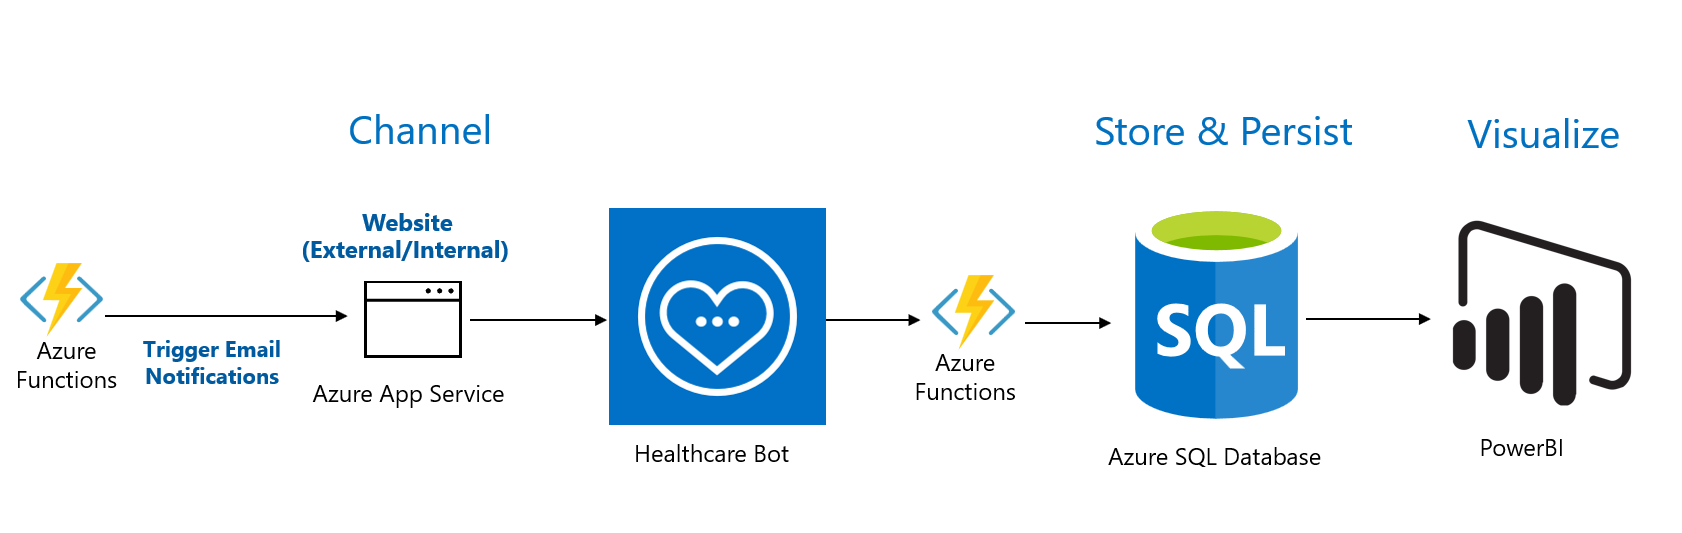 Channel
Store & Persist
Visualize
Website
(External/Internal)
Azure
Functions
Trigger Email
Notifications
Azure App Service
Healthcare Bot
Azure
Functions
SQL
Azure SQL Database
PowerBI